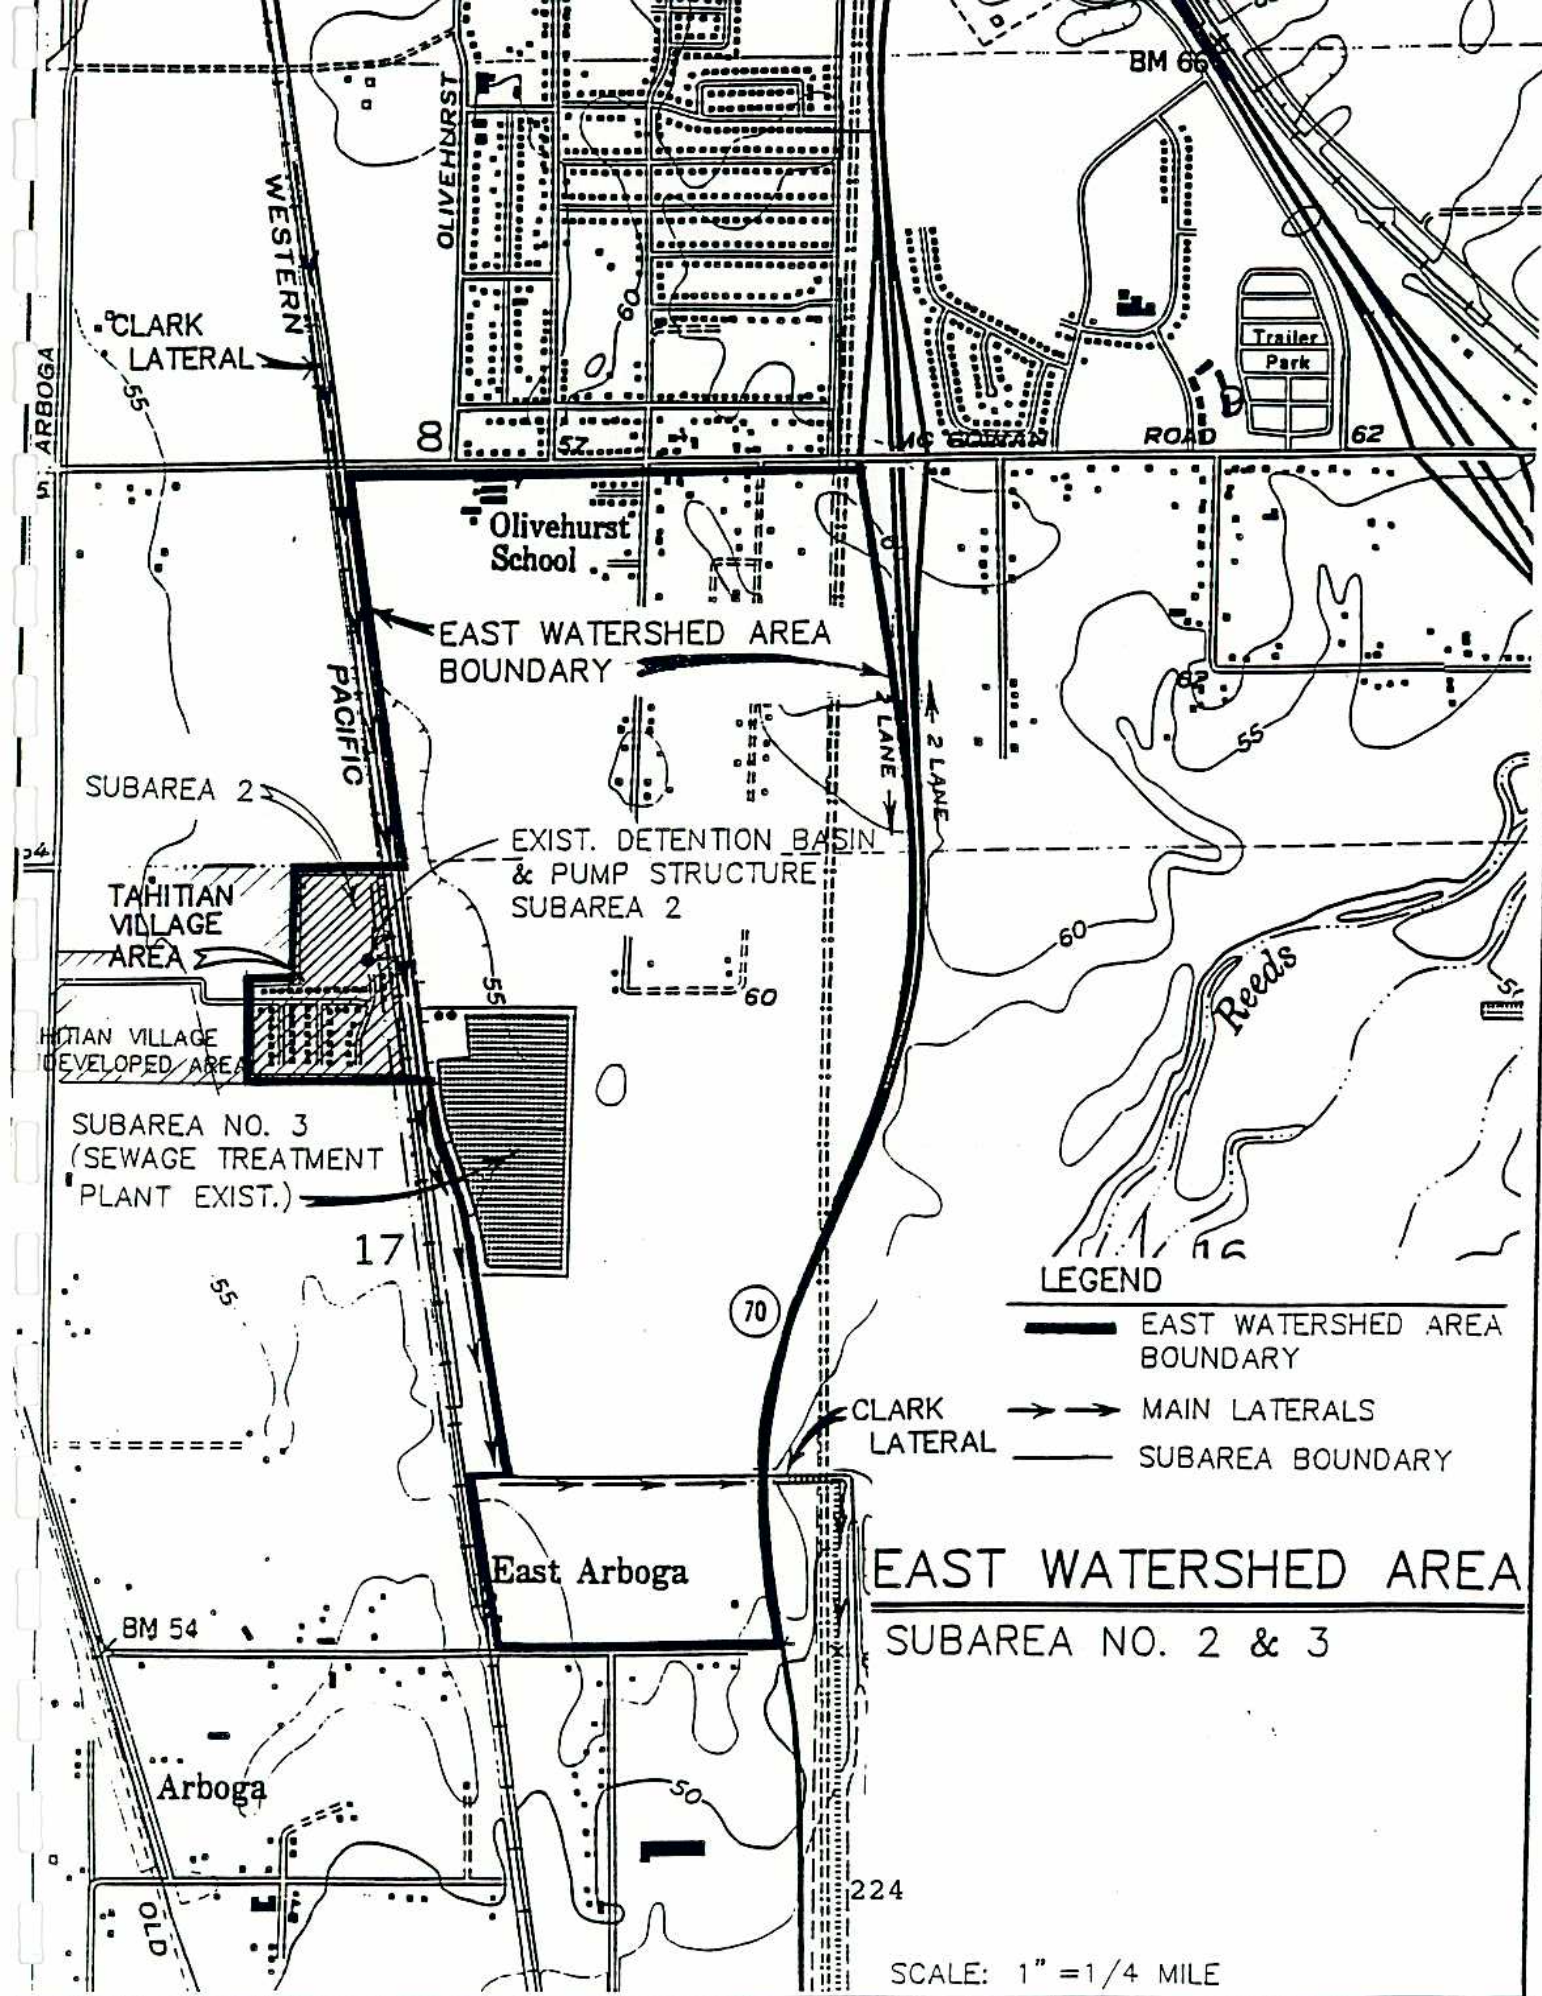 BM 66
OLIVEHURST
WESTERN
60
CLARK
LATERAL
Trailer
Park
ARBOGA
55
8
57
MC GOWAN
ROAD
62
Olivehurst
School
EAST WATERSHED AREA
BOUNDARY
PACIFIC
2 LANE
2 LANE
62
55
SUBAREA 2
EXIST. DETENTION BASIN
& PUMP STRUCTURE
SUBAREA 2
54
TAHITIAN
VILLAGE
AREA
60
55
60
Reeds
HITIAN VILLAGE
DEVELOPED AREA
SUBAREA NO. 3
(SEWAGE TREATMENT
PLANT EXIST.)
17
16
55
70
LEGEND
EAST WATERSHED AREA
BOUNDARY
MAIN LATERALS
SUBAREA BOUNDARY
CLARK
LATERAL
East Arboga
EAST WATERSHED AREA
SUBAREA NO. 2 & 3
BM 54
Arboga
50
224
OLD
SCALE: 1" =1/4 MILE